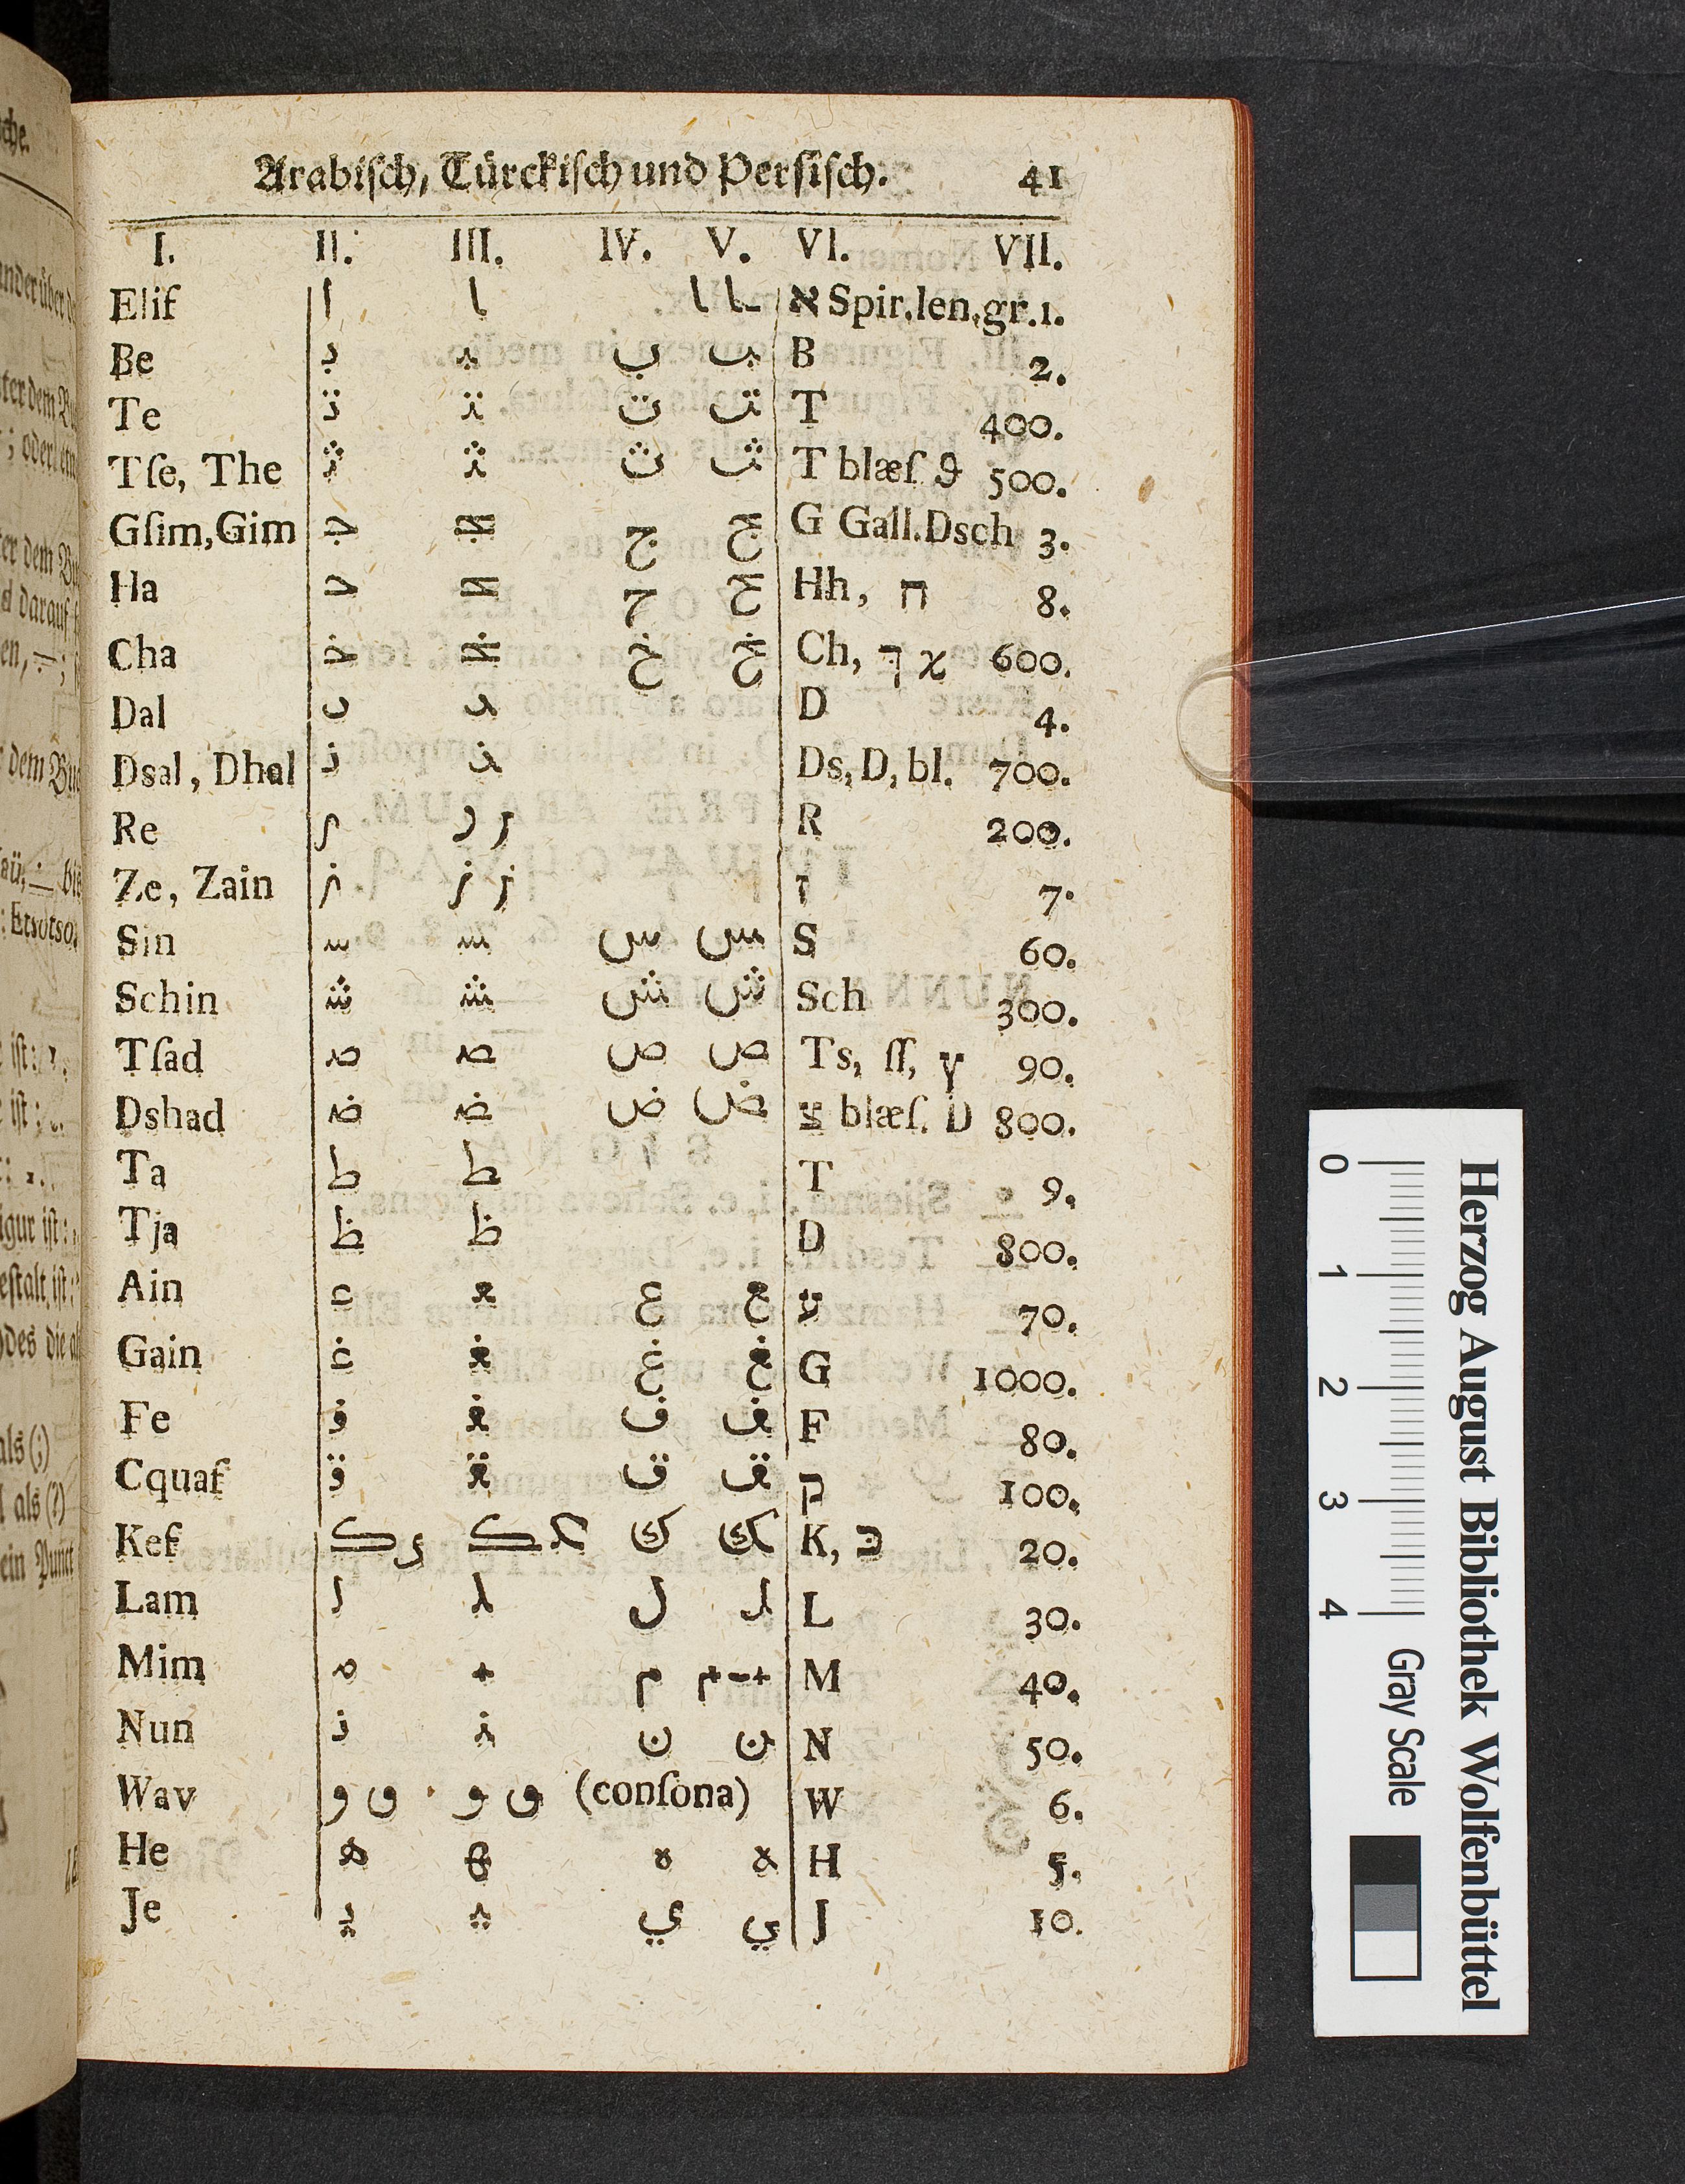 Arabiſch, Türckiſch und Perſiſch. 41
I. II. III. IV. V. VI. VII.
Elif ا ـا ـا ا א Spir. len. gr. 1.
Be بـ ـبـ ب ـب B 2.
Te تـ ـتـ ت ـت T 400.
Tſe, The ثـ ـثـ ث ـث T blæſ ϑ 500.
Gſim, Gim جـ ـجـ ج ـج G Gall. Dsch 3.
Ha حـ ـحـ ح ـح Hh, ח 8.
Cha خـ ـخـ خ ـخ Ch, ך χ 600.
Dal د ـد D 4.
Dsal, Dhal ذ ـذ Ds, D, bl. 700.
Re ر ر ر R 200.
Ze, Zain ز ز ز ז 7.
Sin سـ ـسـ س ـس S 60.
Schin شـ ـشـ ش ـش Sch 300.
Tſad صـ ـصـ ص ـص Ts, ſſ, ץ 90.
Dshad ضـ ـضـ ض ـض צ blæſ. D 800.
Ta ط ط T 9.
Tja ظ ظ D 800.
Ain عـ ـعـ ع ـع ע 70.
Gain غـ ـغـ غ ـغ G 1000.
Fe فـ ـفـ ف ـف F 80.
Cquaf قـ ـقـ ق ـق ק 100.
Kef كـ ـكـ ك ـك K, כּ 20.
Lam لـ ـلـ ل ـل L 30.
Mim مـ ـمـ م ـم M 40.
Nun نـ ـنـ ن ـن N 50.
Wav و و و و (conſona) W 6.
He هـ ـهـ ه ـه H 5.
Je يـ ـيـ ي ـي J 10.
Herzog August Bibliothek Wolfenbüttel
0 1 2 3 4 Gray Scale